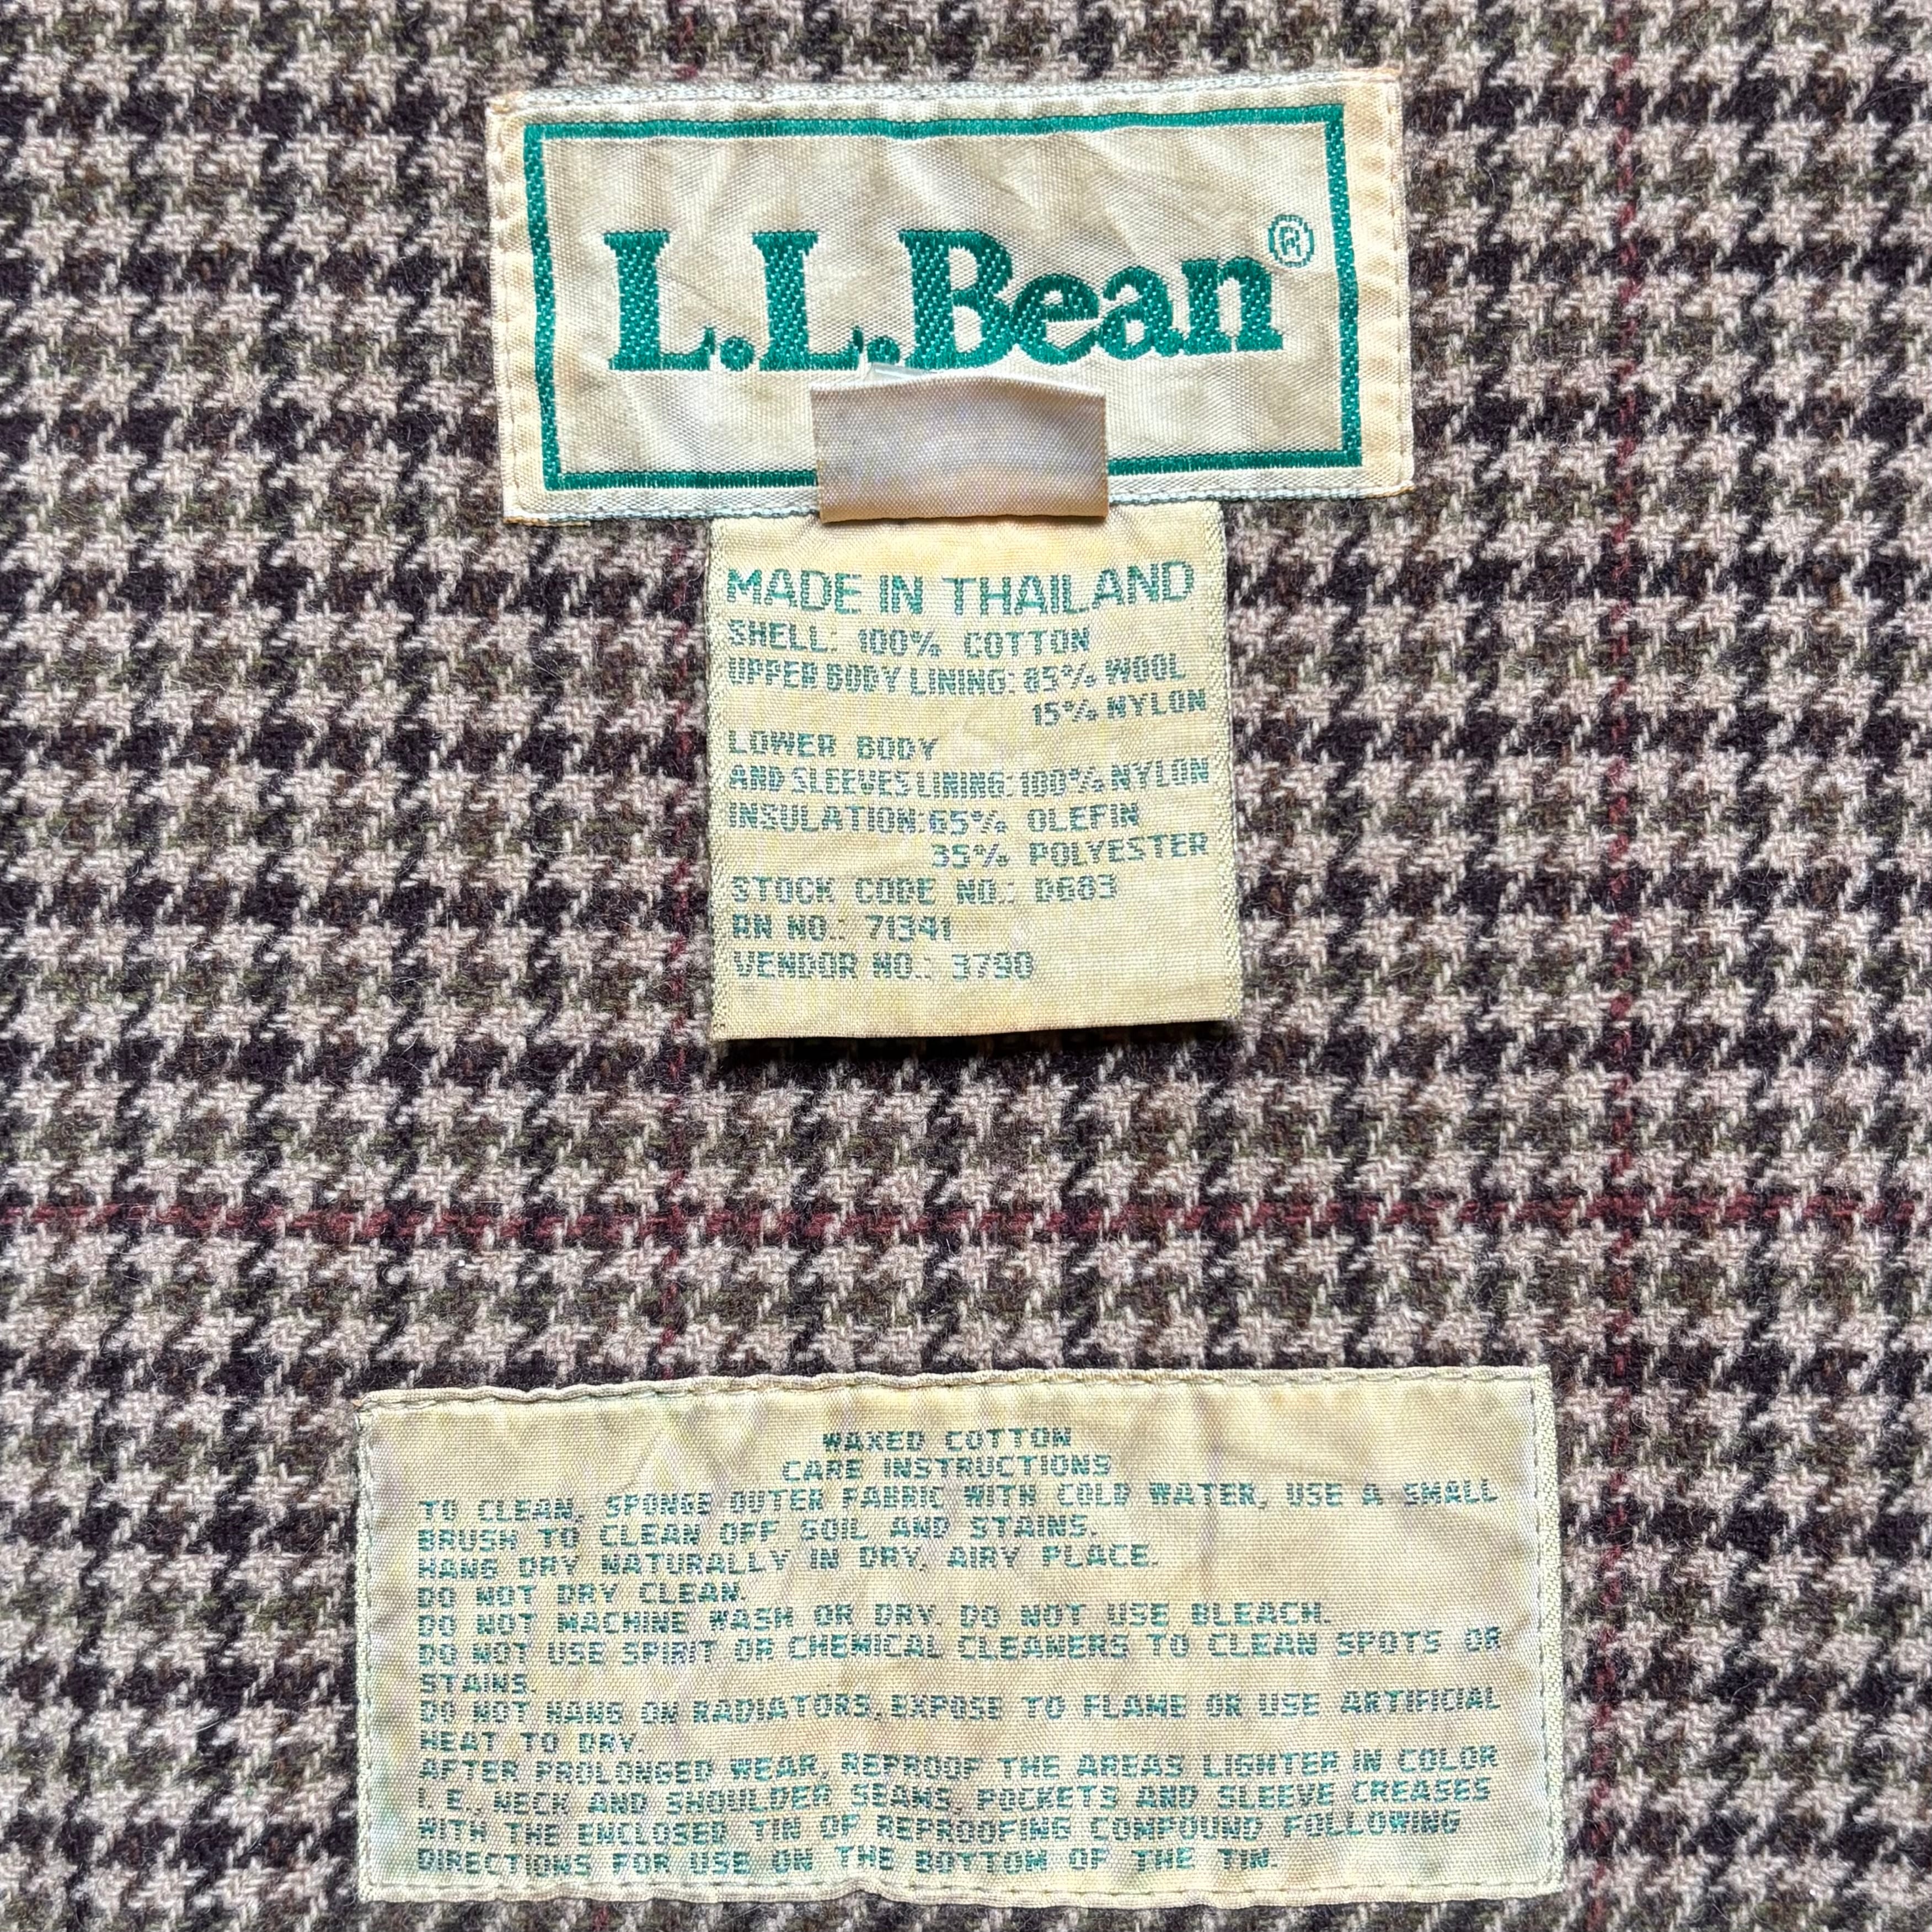 L.L.Bean®
MADE IN THAILAND
SHELL: 100% COTTON
UPPER BODY LINING: 85% WOOL
15% NYLON
LOWER BODY
AND SLEEVES LINING: 100% NYLON
INSULATION: 65% OLEFIN
35% POLYESTER
STOCK CODE NO.: D683
RN NO.: 71341
VENDOR NO.: 3790
WAXED COTTON
CARE INSTRUCTIONS
TO CLEAN, SPONGE OUTER FABRIC WITH COLD WATER, USE A SMALL
BRUSH TO CLEAN OFF SOIL AND STAINS.
HANG DRY NATURALLY IN DRY, AIRY PLACE.
DO NOT DRY CLEAN.
DO NOT MACHINE WASH OR DRY. DO NOT USE BLEACH.
DO NOT USE SPIRIT OR CHEMICAL CLEANERS TO CLEAN SPOTS OR
STAINS.
DO NOT HANG ON RADIATORS, EXPOSE TO FLAME OR USE ARTIFICIAL
HEAT TO DRY.
AFTER PROLONGED WEAR, REPROOF THE AREAS LIGHTER IN COLOR
I.E., NECK AND SHOULDER SEAMS, POCKETS AND SLEEVE CREASES
WITH THE ENCLOSED TIN OF REPROOFING COMPOUND FOLLOWING
DIRECTIONS FOR USE ON THE BOTTOM OF THE TIN.